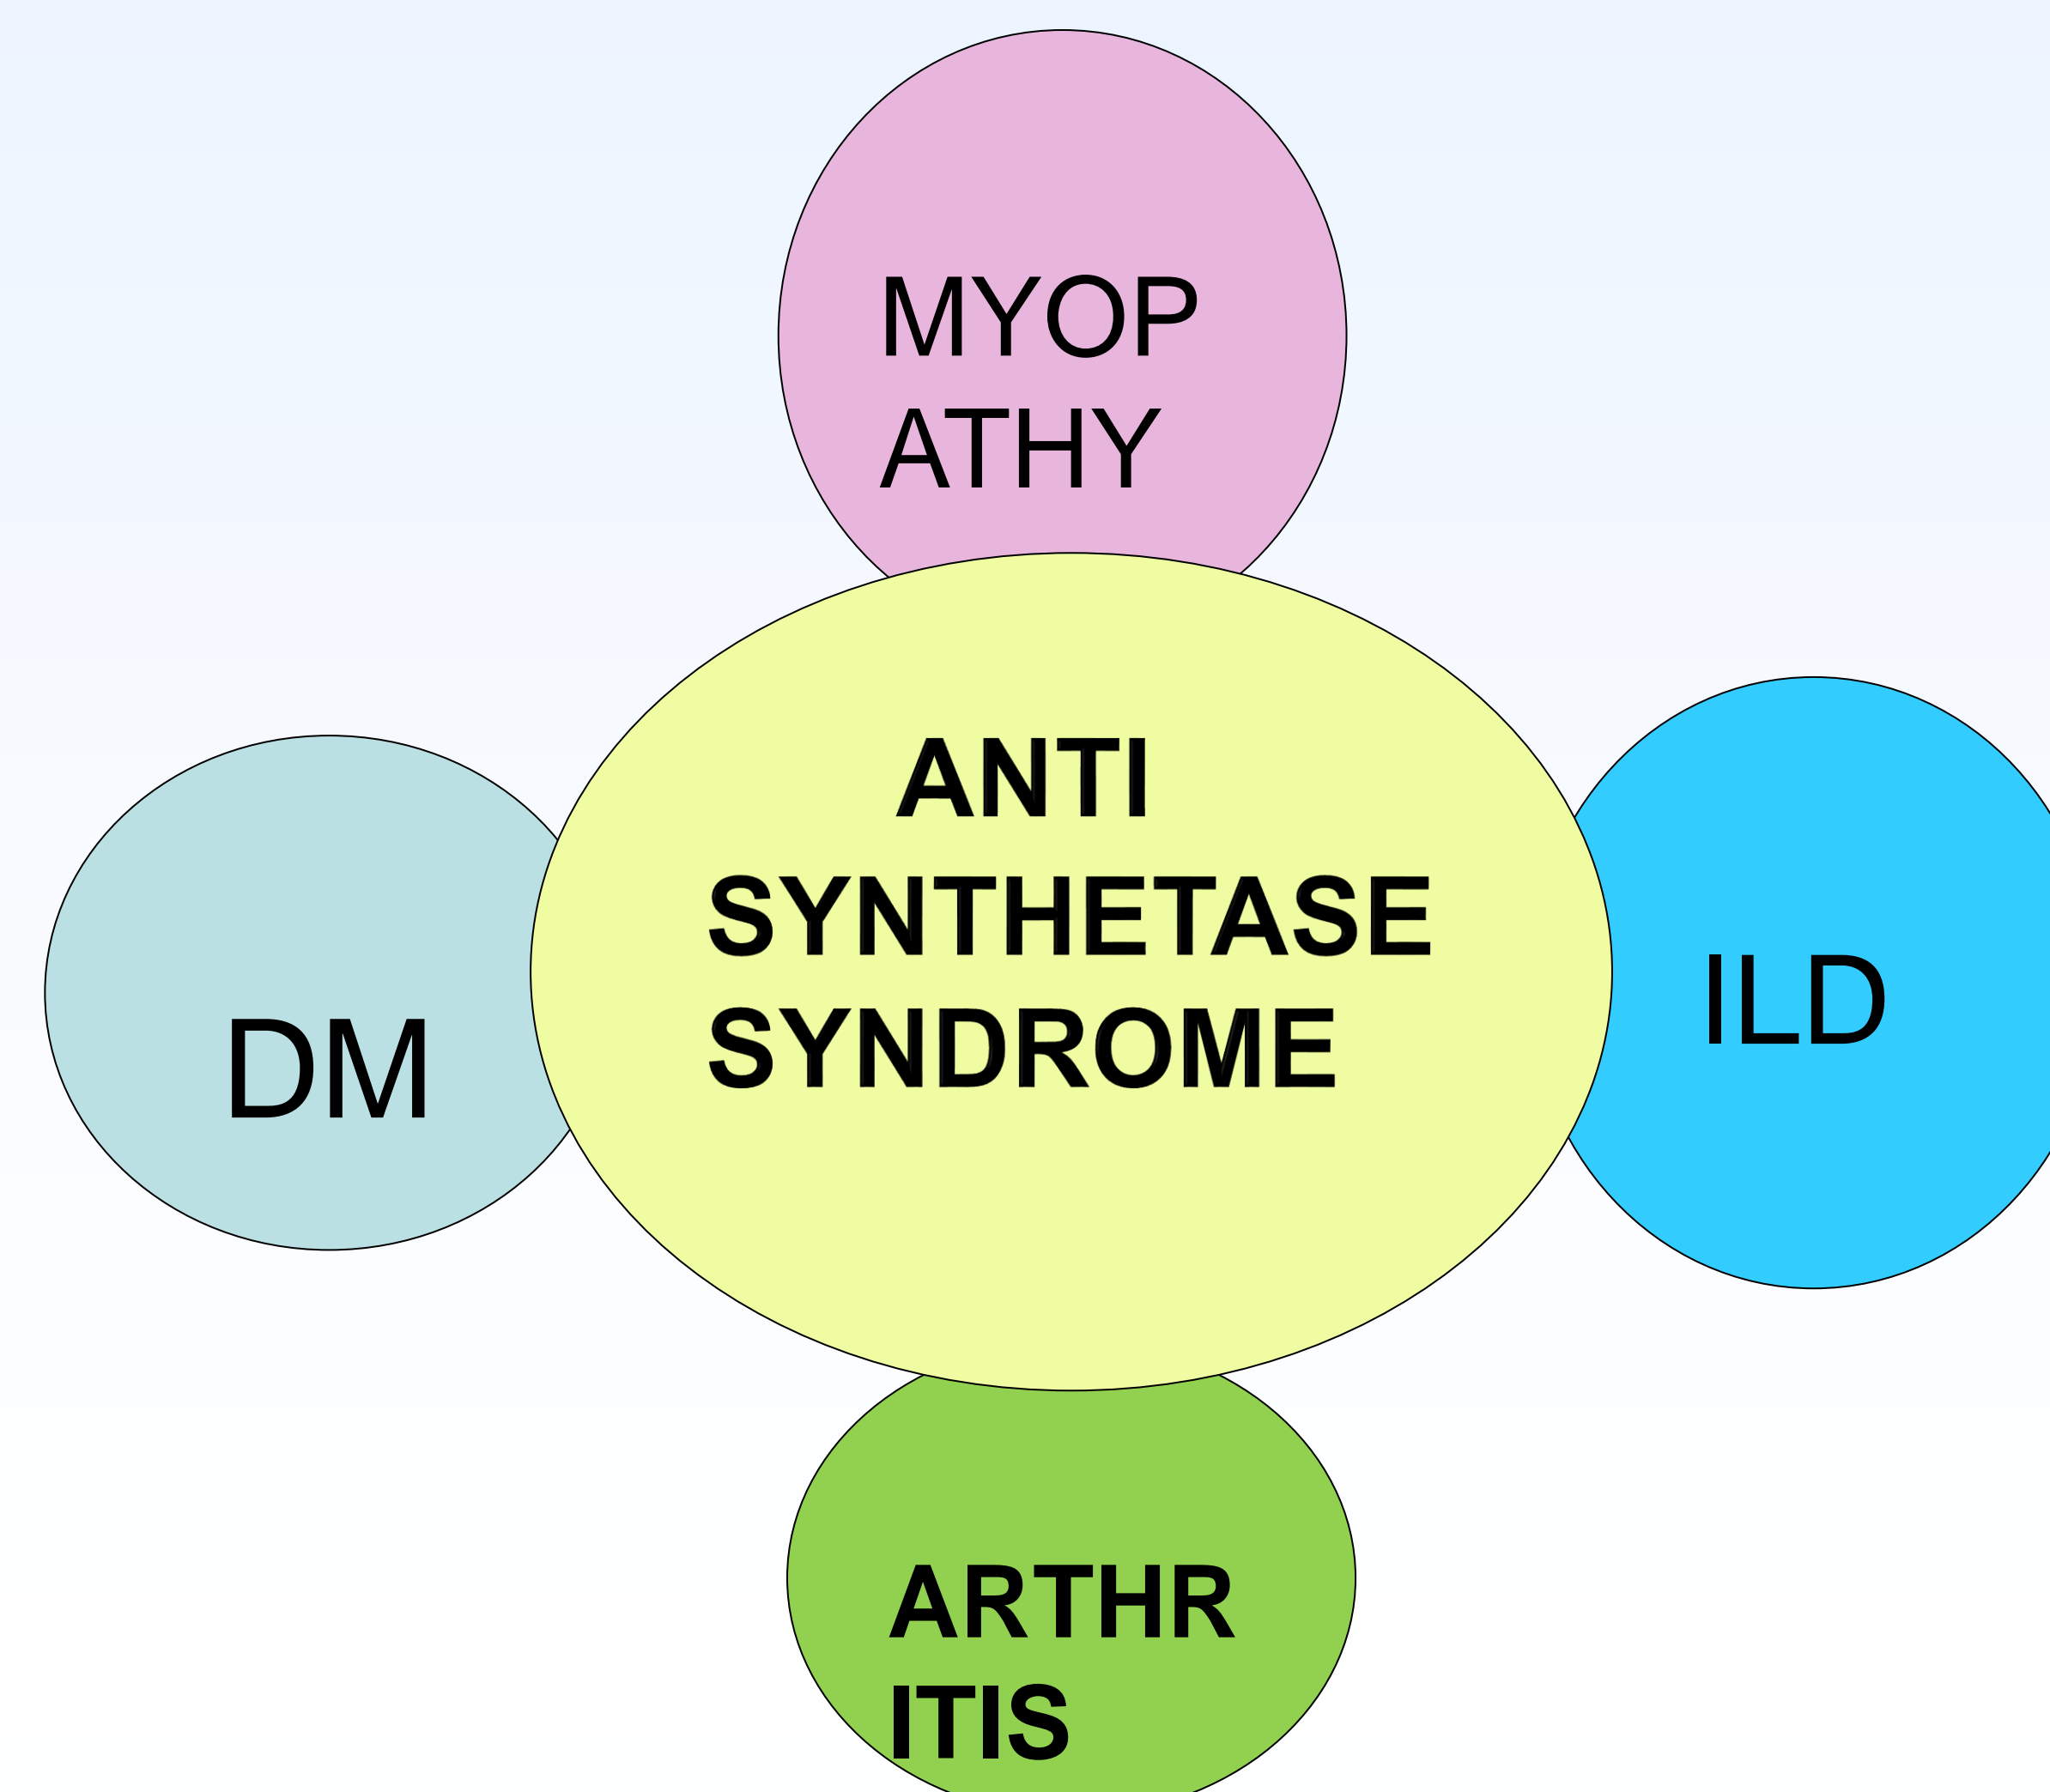 MYOP
ATHY
ANTI
SYNTHETASE
SYNDROME
DM
ILD
ARTHR
ITIS